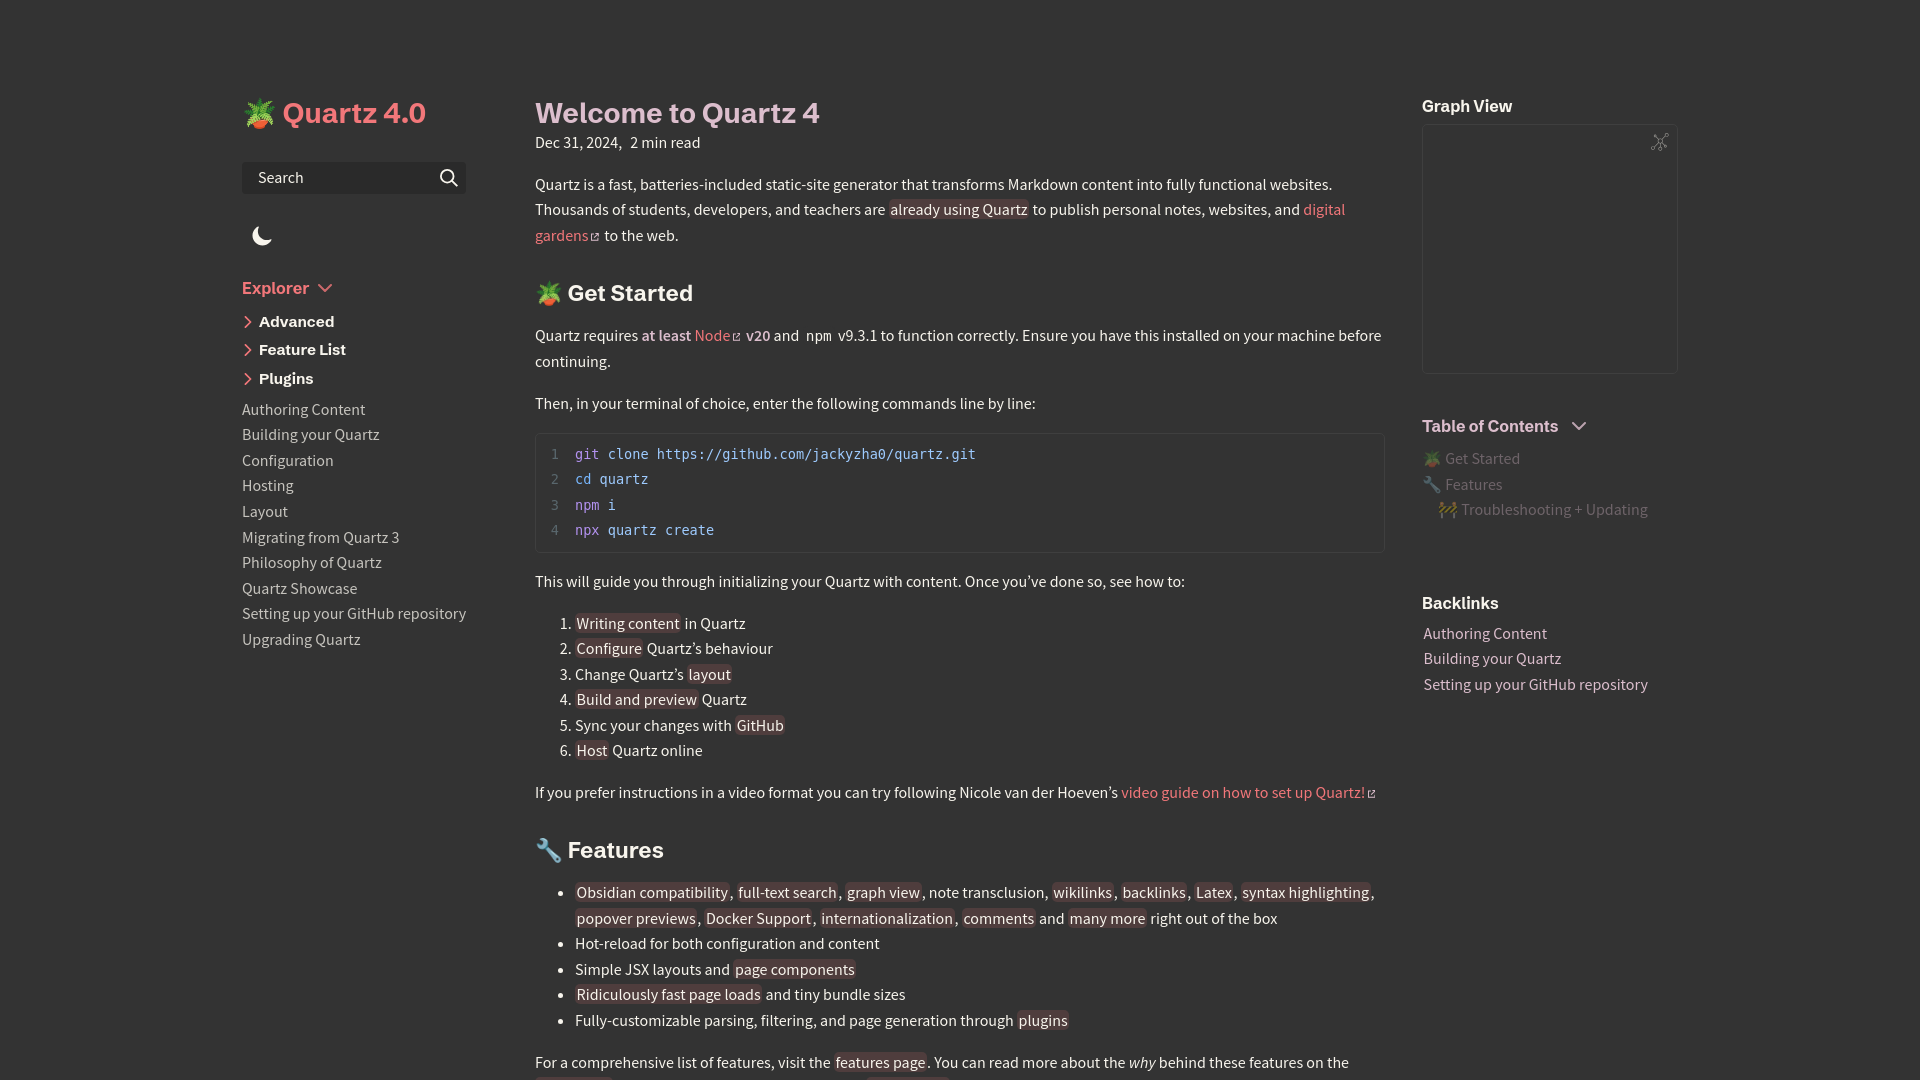 🪴 Quartz 4.0
Search
Explorer
Advanced
Feature List
Plugins
Authoring Content
Building your Quartz
Configuration
Hosting
Layout
Migrating from Quartz 3
Philosophy of Quartz
Quartz Showcase
Setting up your GitHub repository
Upgrading Quartz
Welcome to Quartz 4
Dec 31, 2024, 2 min read
Quartz is a fast, batteries-included static-site generator that transforms Markdown content into fully functional websites.
Thousands of students, developers, and teachers are already using Quartz to publish personal notes, websites, and digital
gardens to the web.
🪴 Get Started
Quartz requires at least Node v20 and npm v9.3.1 to function correctly. Ensure you have this installed on your machine before
continuing.
Then, in your terminal of choice, enter the following commands line by line:
1 git clone https://github.com/jackyzha0/quartz.git
2 cd quartz
3 npm i
4 npx quartz create
This will guide you through initializing your Quartz with content. Once you’ve done so, see how to:
1. Writing content in Quartz
2. Configure Quartz’s behaviour
3. Change Quartz’s layout
4. Build and preview Quartz
5. Sync your changes with GitHub
6. Host Quartz online
If you prefer instructions in a video format you can try following Nicole van der Hoeven’s video guide on how to set up Quartz!
🔧 Features
• Obsidian compatibility, full-text search, graph view, note transclusion, wikilinks, backlinks, Latex, syntax highlighting,
popover previews, Docker Support, internationalization, comments and many more right out of the box
• Hot-reload for both configuration and content
• Simple JSX layouts and page components
• Ridiculously fast page loads and tiny bundle sizes
• Fully-customizable parsing, filtering, and page generation through plugins
For a comprehensive list of features, visit the features page. You can read more about the why behind these features on the
Graph View
Table of Contents
🪴 Get Started
🔧 Features
🚧 Troubleshooting + Updating
Backlinks
Authoring Content
Building your Quartz
Setting up your GitHub repository